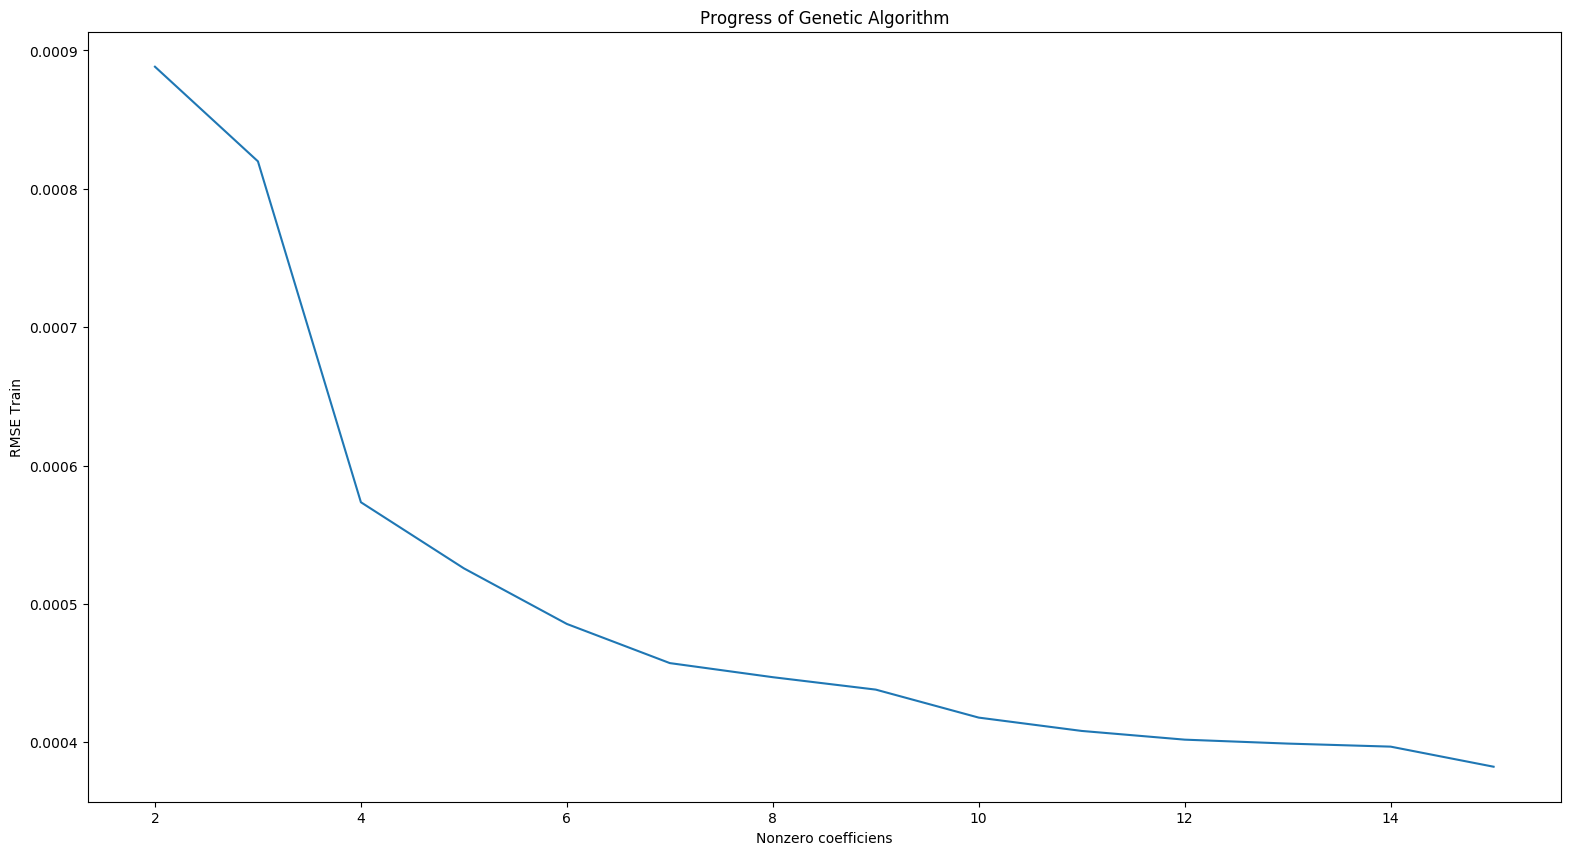 Progress of Genetic Algorithm
0.0009
0.0008
0.0007
0.0006
0.0005
0.0004
RMSE Train
2 4 6 8 10 12 14
Nonzero coefficiens